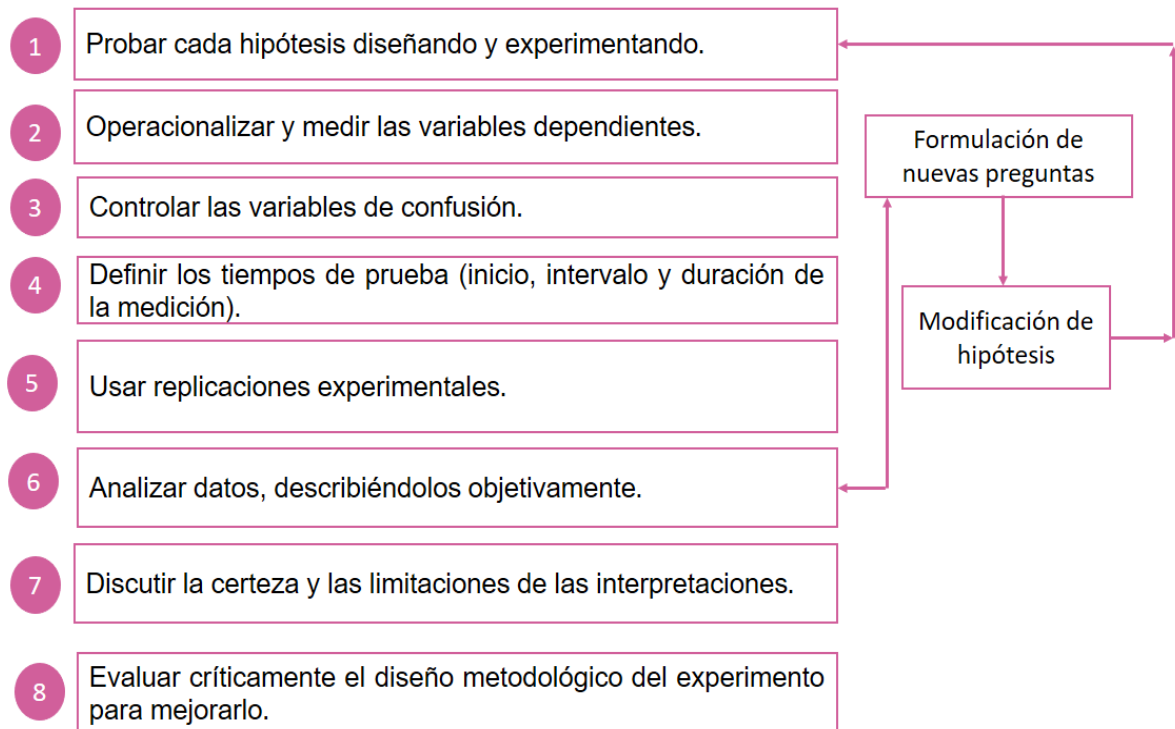 1
Probar cada hipótesis diseñando y experimentando.
2
Operacionalizar y medir las variables dependientes.
Formulación de
nuevas preguntas
3
Controlar las variables de confusión.
4
Definir los tiempos de prueba (inicio, intervalo y duración de
la medición).
Modificación de
hipótesis
5
Usar replicaciones experimentales.
6
Analizar datos, describiéndolos objetivamente.
7
Discutir la certeza y las limitaciones de las interpretaciones.
8
Evaluar críticamente el diseño metodológico del experimento
para mejorarlo.